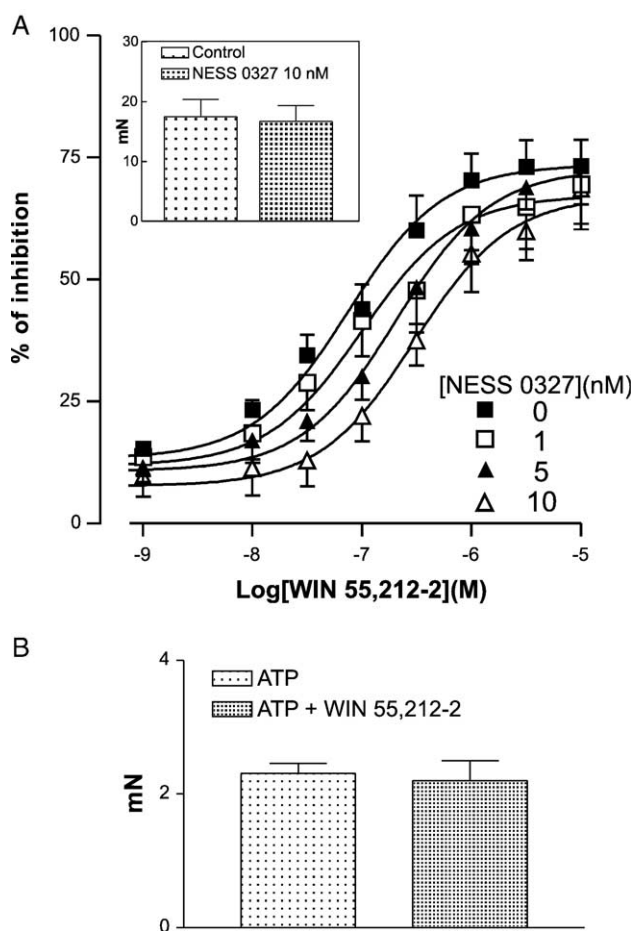 A
100
75
50
25
0
% of inhibition
30
20
10
0
mN
Control
NESS 0327 10 nM
[NESS 0327](nM)
0
1
5
10
-9 -8 -7 -6 -5
Log[WIN 55,212-2](M)
B
4
2
0
mN
ATP
ATP + WIN 55,212-2